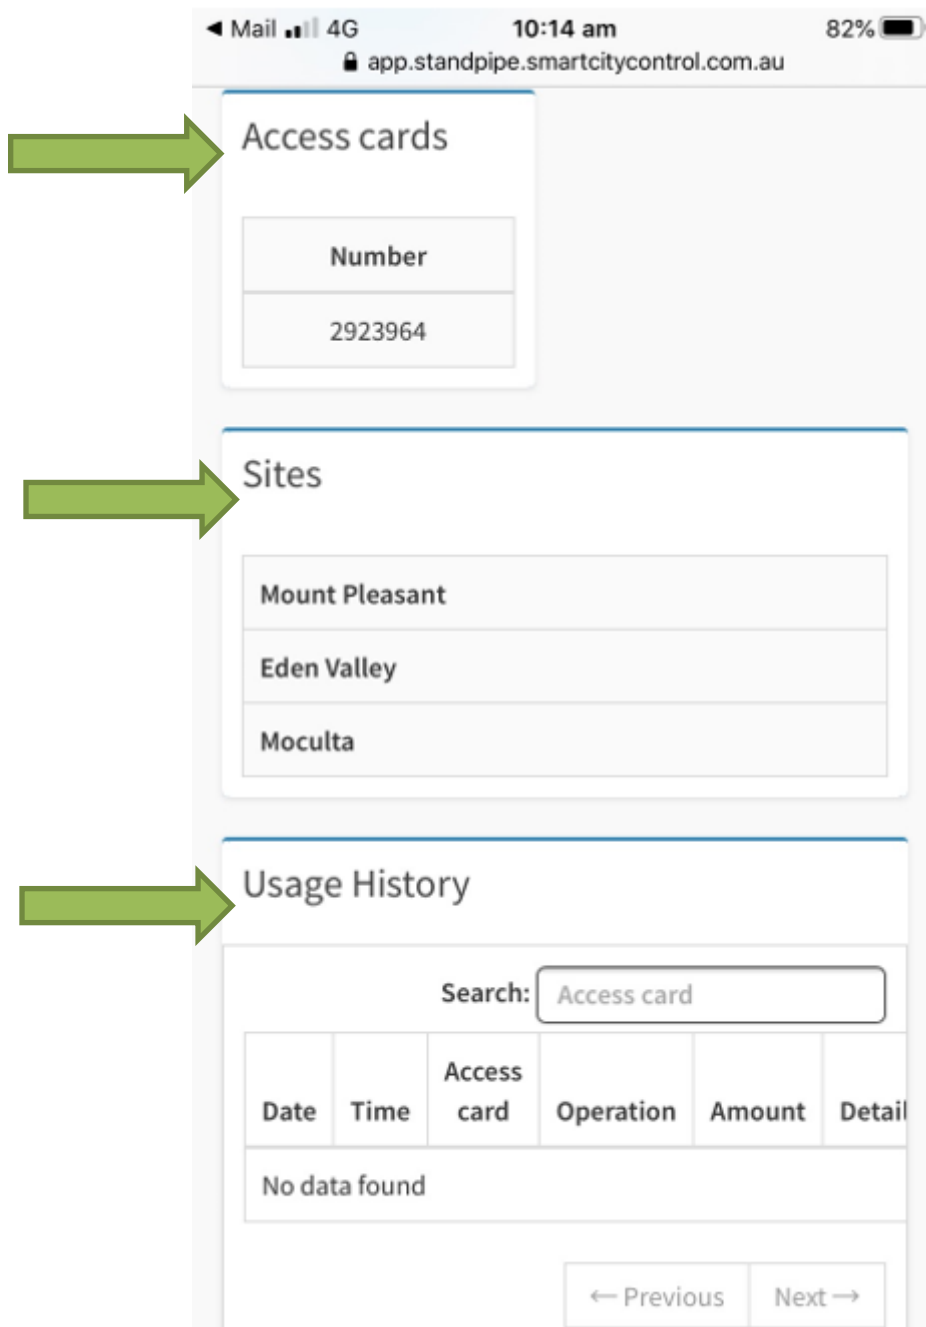 Mail 4G 10:14 am 82%
app.standpipe.smartcitycontrol.com.au
Access cards
Number
2923964
Sites
Mount Pleasant
Eden Valley
Moculta
Usage History
Search: Access card
Date Time Access card Operation Amount Detail
No data found
← Previous Next →